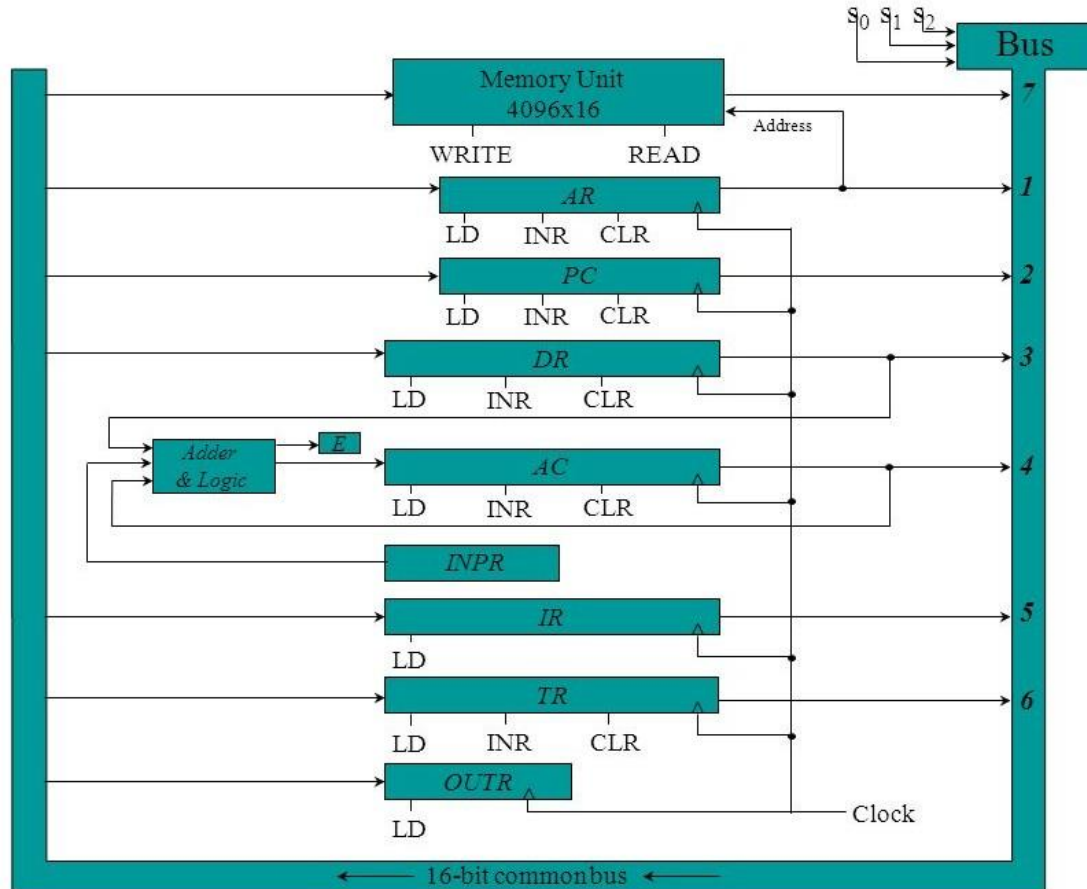 S0 S1 S2
Bus
Memory Unit
4096x16
7
Address
WRITE READ
AR
1
LD INR CLR
PC
2
LD INR CLR
DR
3
LD INR CLR
E
Adder
& Logic
AC
4
LD INR CLR
INPR
IR
5
LD
TR
6
LD INR CLR
OUTR
Clock
LD
16-bit common bus